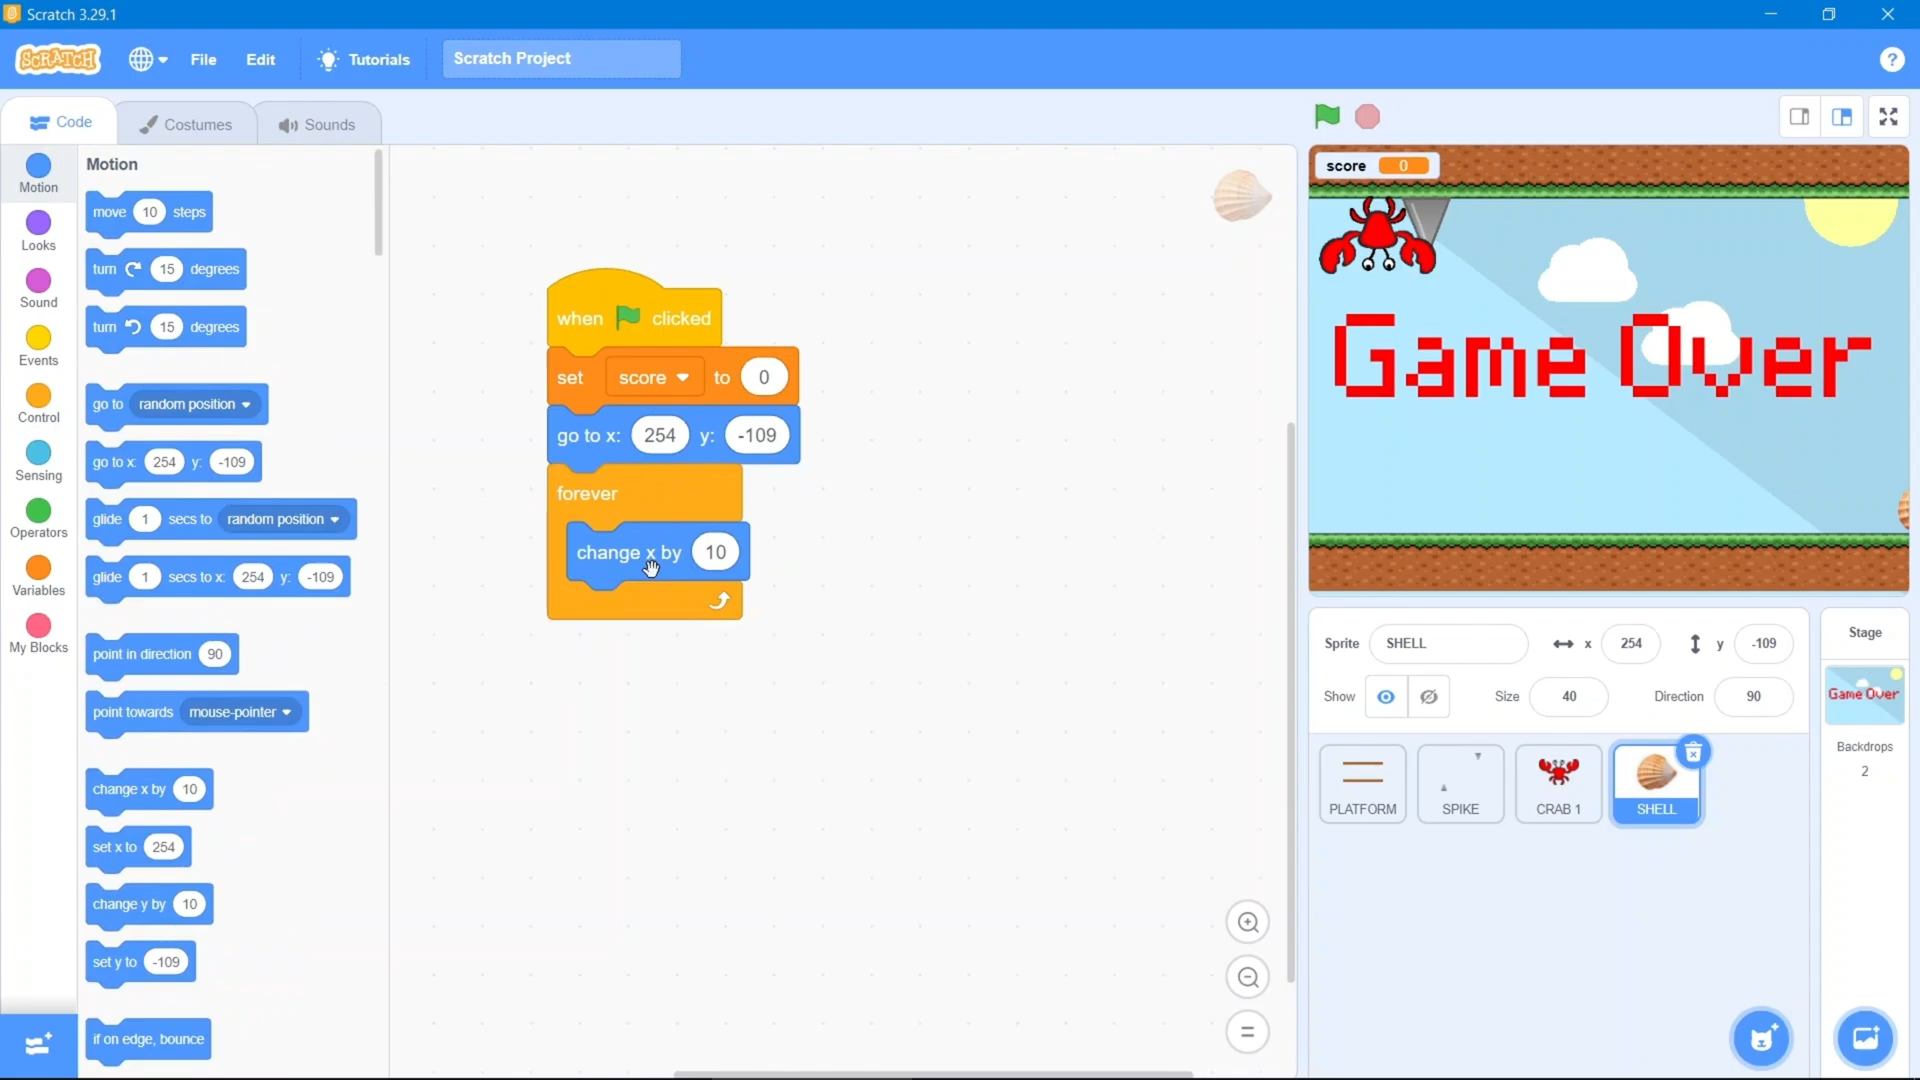 Scratch 3.29.1
SCRATCH File Edit Tutorials Scratch Project ?
Code Costumes Sounds
Motion
Looks
Sound
Events
Control
Sensing
Operators
Variables
My Blocks
Motion
move 10 steps
turn 15 degrees
turn 15 degrees
go to random position
go to x: 254 y: -109
glide 1 secs to random position
glide 1 secs to x: 254 y: -109
point in direction 90
point towards mouse-pointer
change x by 10
set x to 254
change y by 10
set y to -109
if on edge, bounce
when clicked
set score to 0
go to x: 254 y: -109
forever
change x by 10
score 0
Game Over
Sprite SHELL x 254 y -109
Show Size 40 Direction 90
PLATFORM SPIKE CRAB 1 SHELL
Stage
Game Over
Backdrops
2